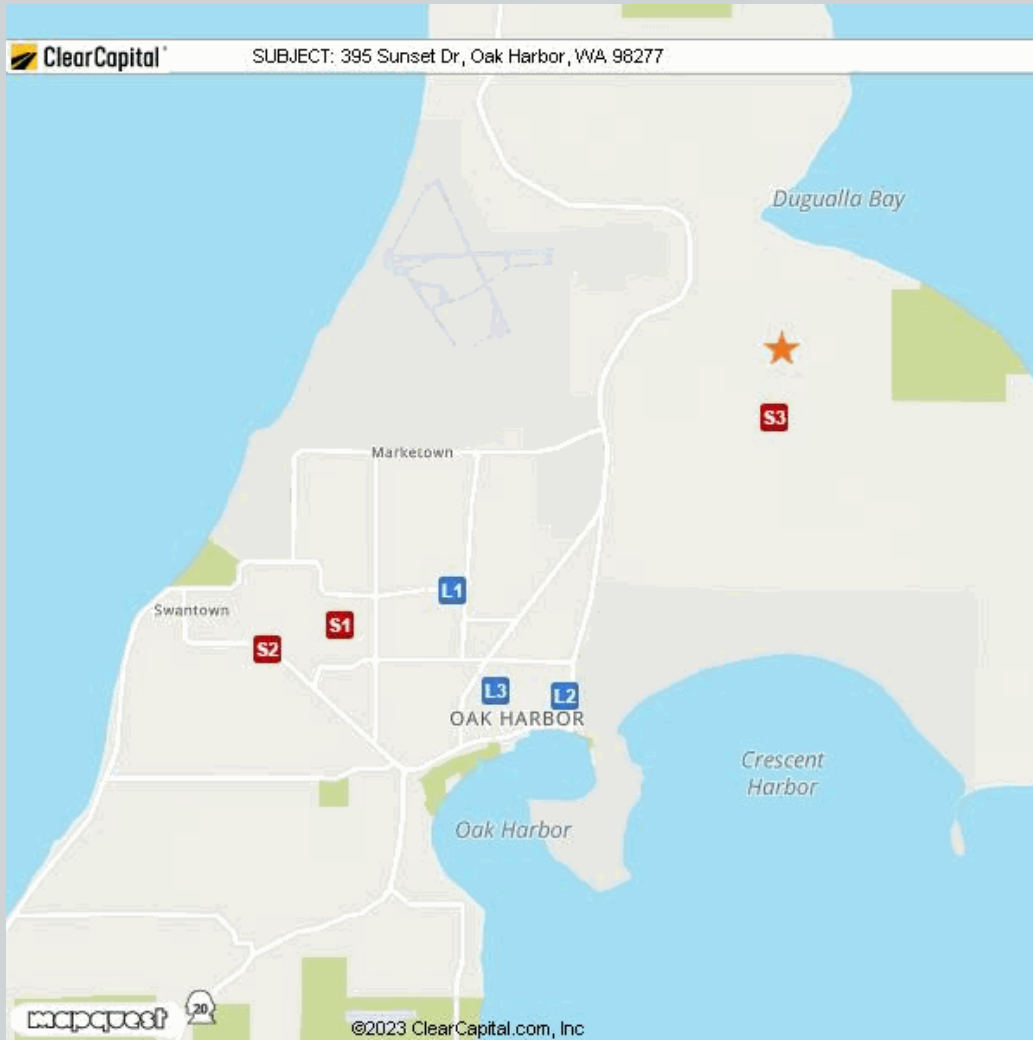 ClearCapital
SUBJECT: 395 Sunset Dr, Oak Harbor, WA 98277
Dugualla Bay
S3
Marketown
L1
Swantown
S1
S2
L3
L2
OAK HARBOR
Crescent
Harbor
Oak Harbor
20
mapquest
©2023 ClearCapital.com, Inc